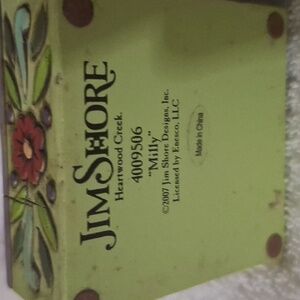 JIM SHORE
Heartwood Creek.
4009506
"Milly"
©2007 Jim Shore Designs, Inc.
Licensed by Enesco, LLC
Made in China